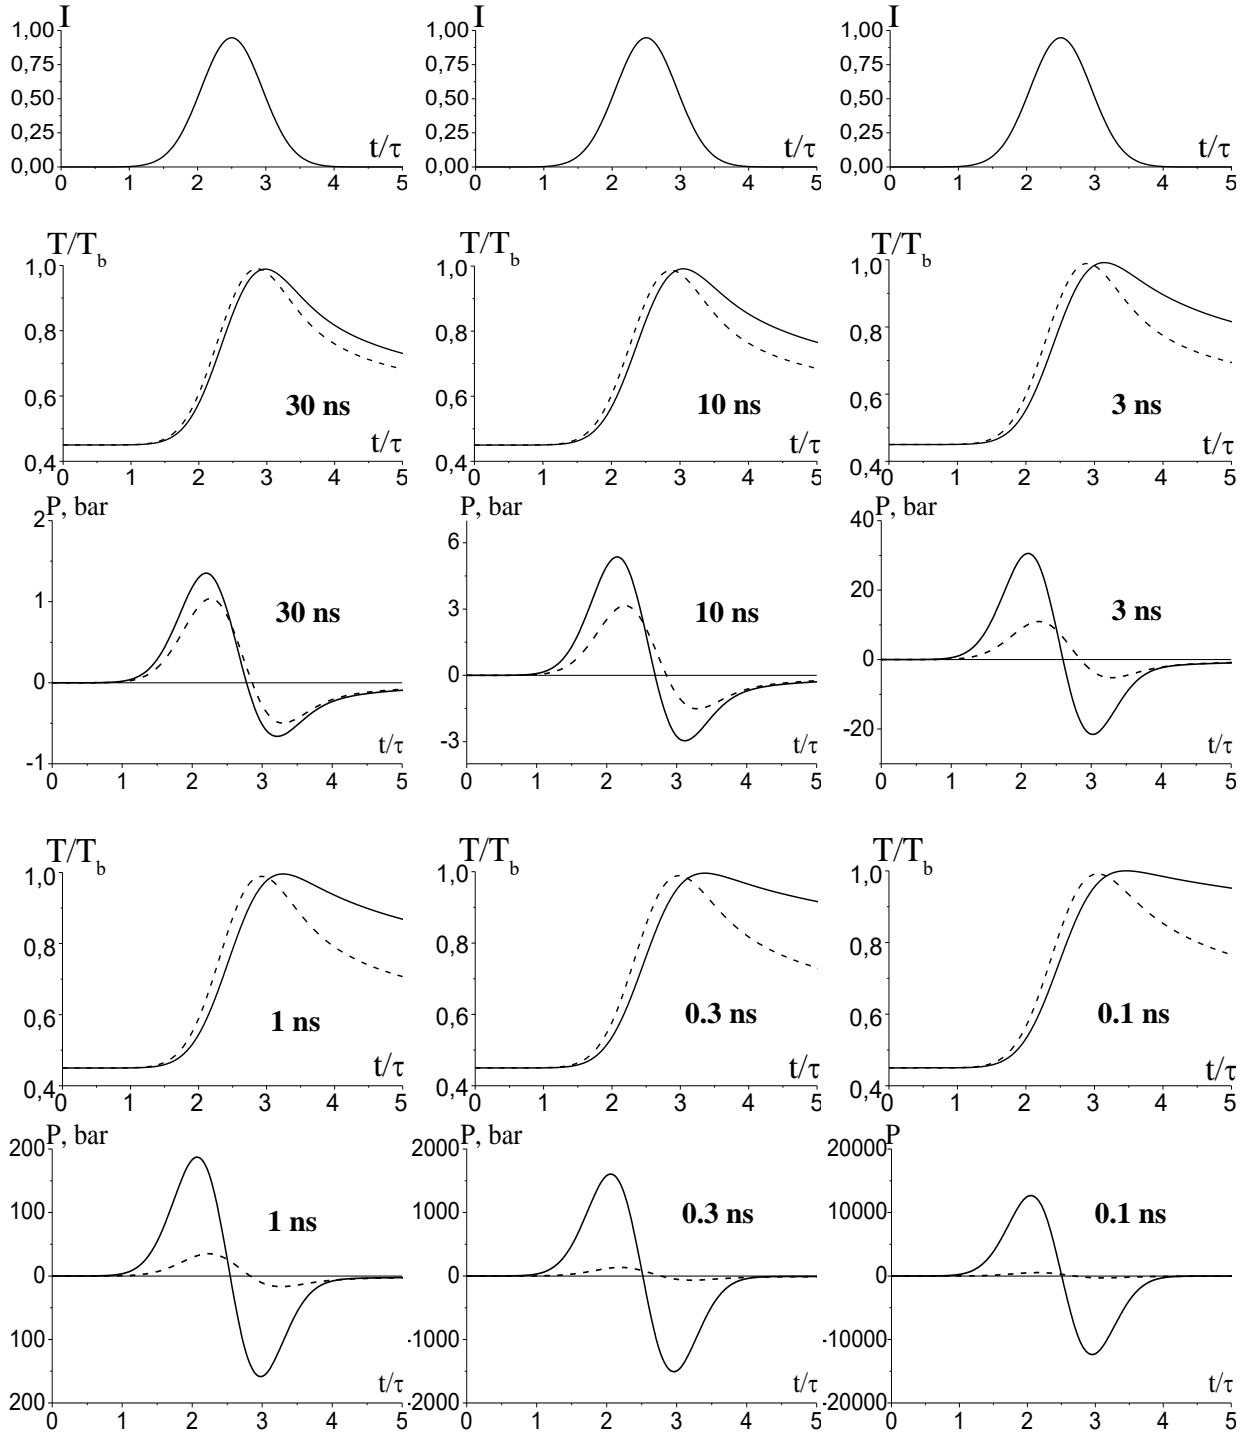 I I I
1,00 1,00 1,00
0,75 0,75 0,75
0,50 0,50 0,50
0,25 0,25 0,25
t/τ t/τ t/τ
0,00 0,00 0,00
0 1 2 3 4 5 0 1 2 3 4 5 0 1 2 3 4 5
T/Tb T/Tb T/Tb
1,0 1,0 1,0
0,8 0,8 0,8
0,6 0,6 0,6
30 ns 10 ns 3 ns
t/τ t/τ t/τ
0,4 0,4 0,4
0 1 2 3 4 5 0 1 2 3 4 5 0 1 2 3 4 5
P, bar P, bar P, bar
2 6 40
1 3 20
30 ns 10 ns 3 ns
0 0 0
-3 -20
t/τ t/τ t/τ
-1
0 1 2 3 4 5 0 1 2 3 4 5 0 1 2 3 4 5
T/Tb T/Tb T/Tb
1,0 1,0 1,0
0,8 0,8 0,8
0,6 0,6 0,6
1 ns 0.3 ns 0.1 ns
t/τ t/τ t/τ
0,4 0,4 0,4
0 1 2 3 4 5 0 1 2 3 4 5 0 1 2 3 4 5
P, bar P, bar P
200 2000 20000
100 1000 10000
1 ns 0.3 ns 0.1 ns
0 0 0
100 -1000 -10000
t/τ t/τ t/τ
200 -2000 -20000
0 1 2 3 4 5 0 1 2 3 4 5 0 1 2 3 4 5